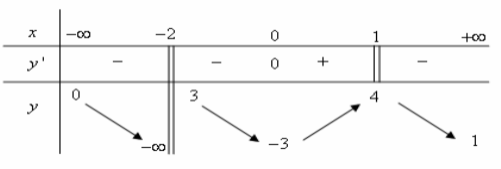 x −∞ −2 0 1 +∞
y' − − 0 + −
y 0 −∞ 3 −3 4 1